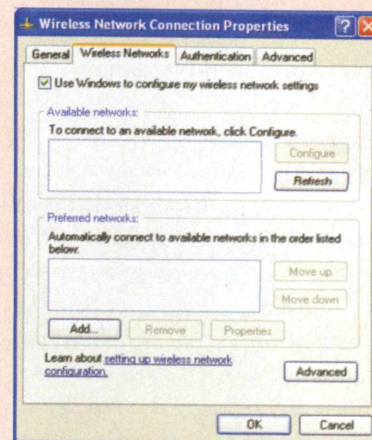 Wireless Network Connection Properties
General Wireless Networks Authentication Advanced
Use Windows to configure my wireless network settings
Available networks:
To connect to an available network, click Configure.
Configure
Refresh
Preferred networks:
Automatically connect to available networks in the order listed
below:
Move up
Move down
Add... Remove Properties
Learn about setting up wireless network
configuration.
Advanced
OK Cancel